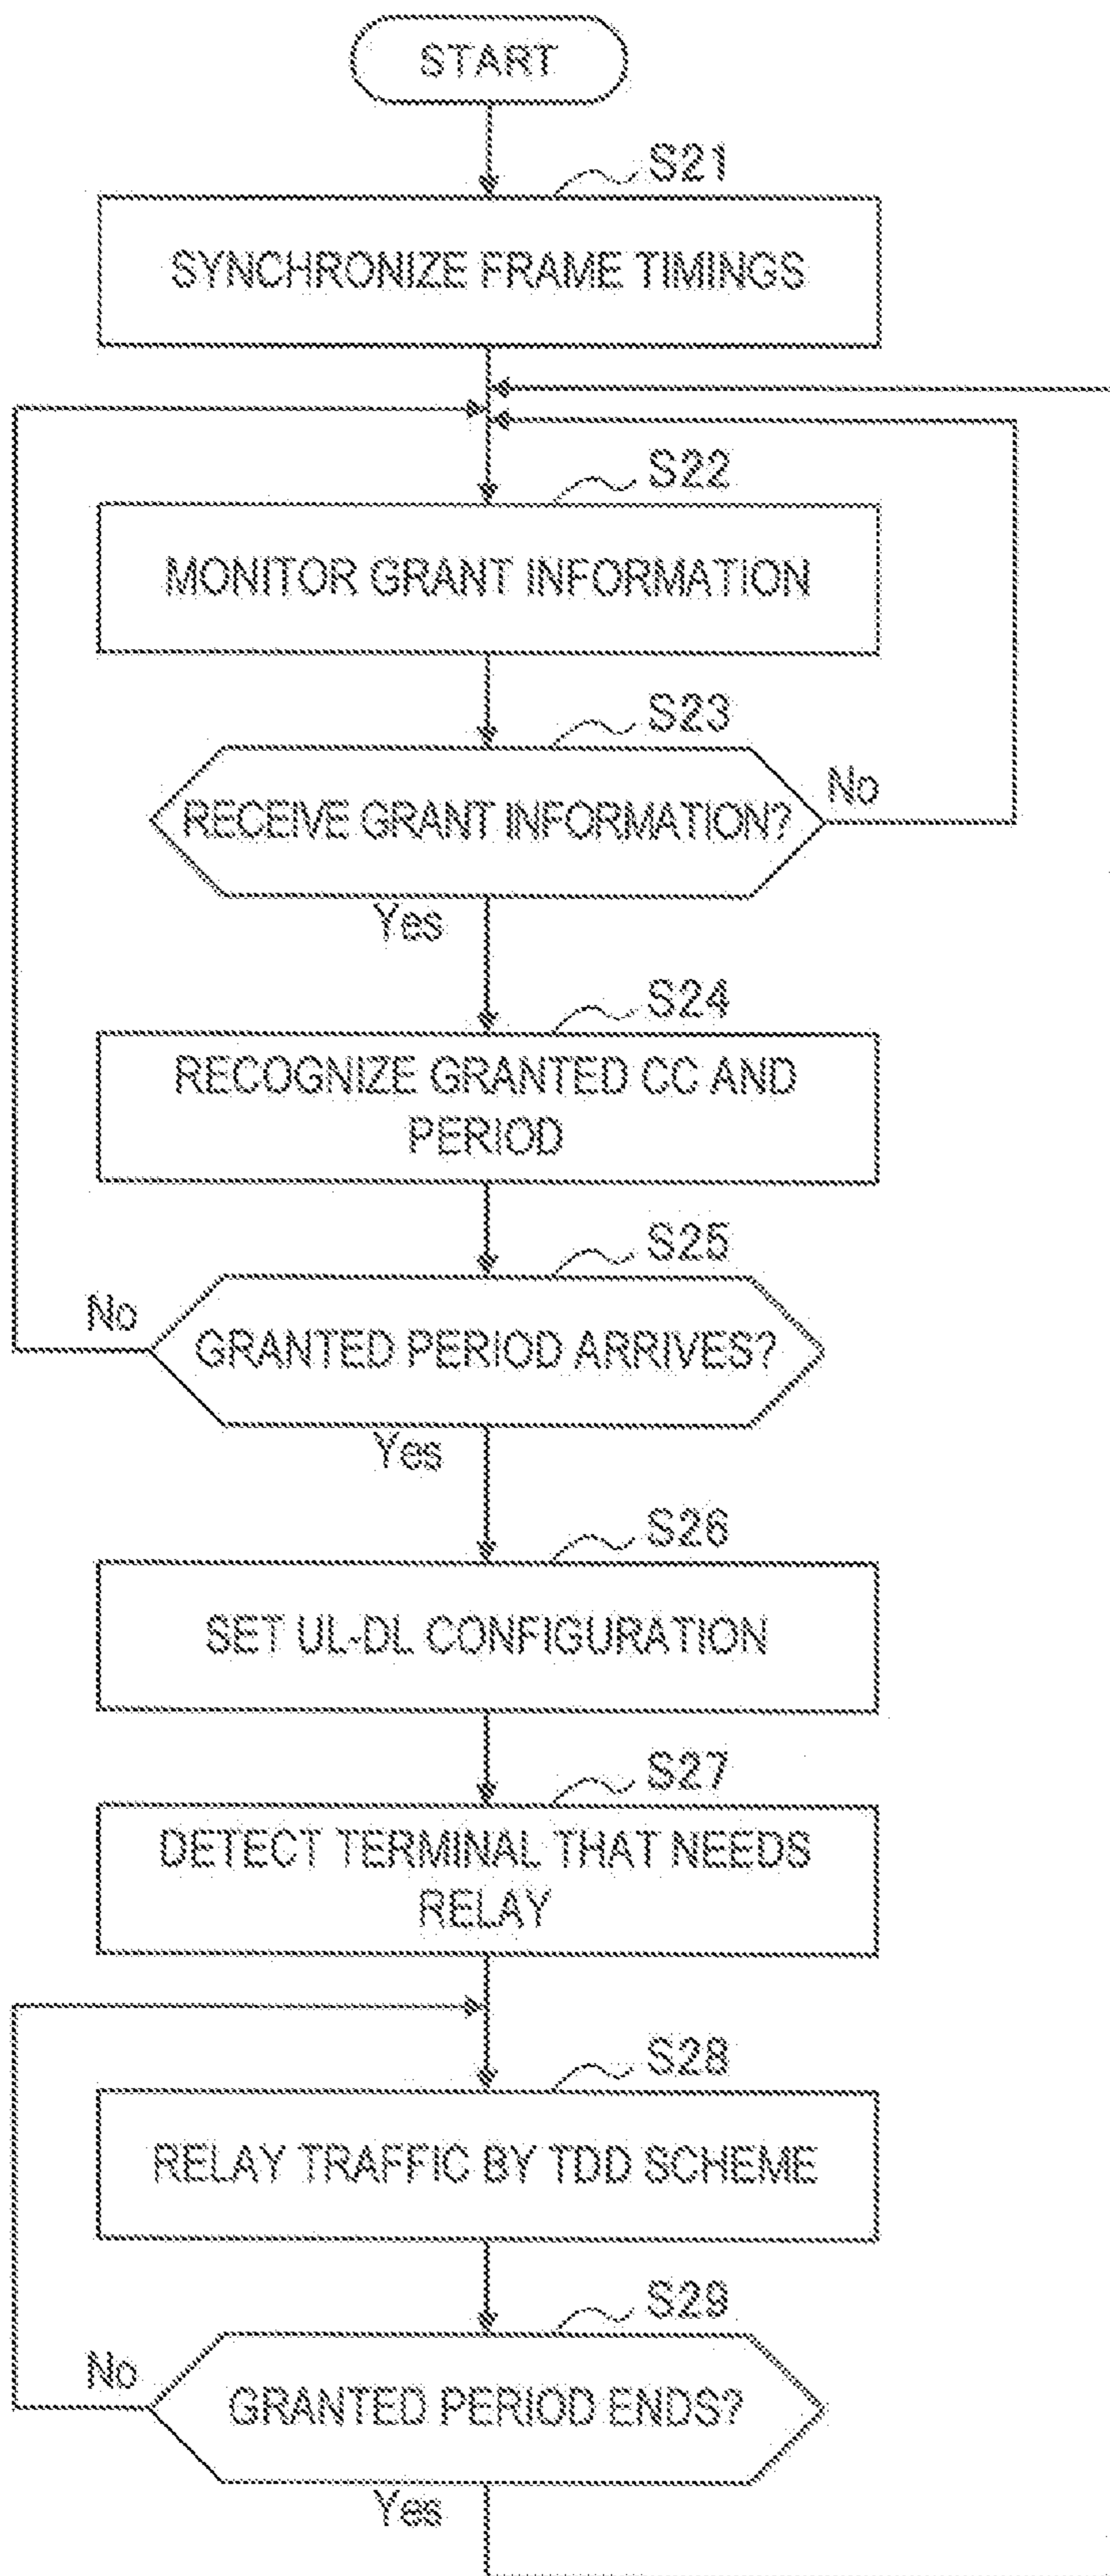 START
S21
SYNCHRONIZE FRAME TIMINGS
S22
MONITOR GRANT INFORMATION
S23
RECEIVE GRANT INFORMATION?
No
Yes
S24
RECOGNIZE GRANTED CC AND
PERIOD
S25
No
GRANTED PERIOD ARRIVES?
Yes
S26
SET UL-DL CONFIGURATION
S27
DETECT TERMINAL THAT NEEDS
RELAY
S28
RELAY TRAFFIC BY TDD SCHEME
S29
No
GRANTED PERIOD ENDS?
Yes